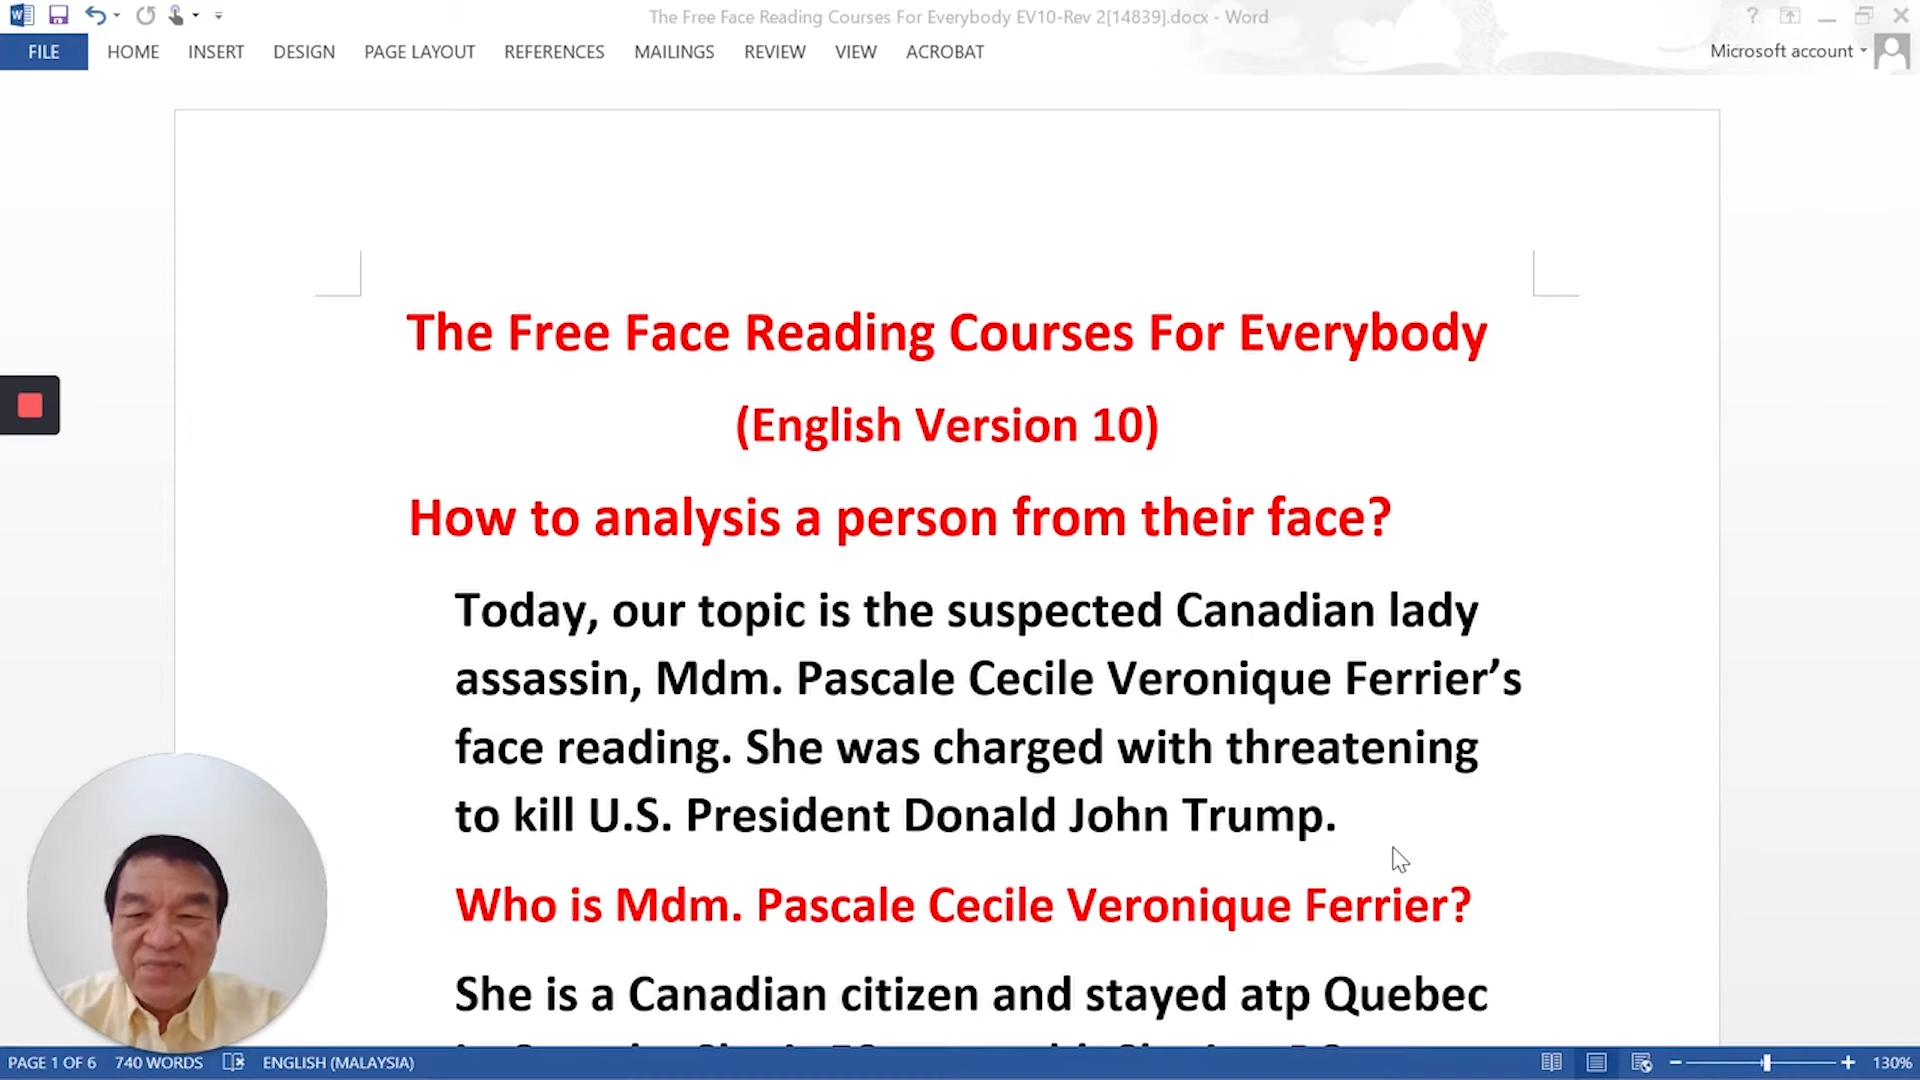 The Free Face Reading Courses For Everybody EV10-Rev 2[14839].docx - Word
FILE HOME INSERT DESIGN PAGE LAYOUT REFERENCES MAILINGS REVIEW VIEW ACROBAT Microsoft account
The Free Face Reading Courses For Everybody
(English Version 10)
How to analysis a person from their face?
Today, our topic is the suspected Canadian lady
assassin, Mdm. Pascale Cecile Veronique Ferrier’s
face reading. She was charged with threatening
to kill U.S. President Donald John Trump.
Who is Mdm. Pascale Cecile Veronique Ferrier?
She is a Canadian citizen and stayed atp Quebec
PAGE 1 OF 6 740 WORDS ENGLISH (MALAYSIA) 130%